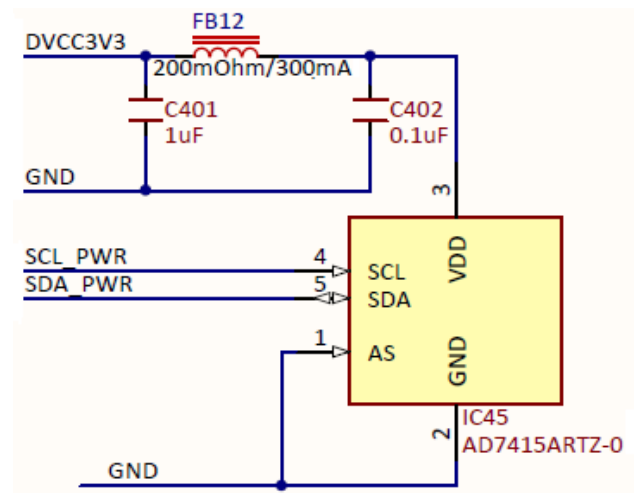 FB12
DVCC3V3
200mOhm/300mA
C401
1uF
C402
0.1uF
GND
3
SCL_PWR
4
SCL
VDD
SDA_PWR
5
SDA
1
AS
GND
2
IC45
AD7415ARTZ-0
GND